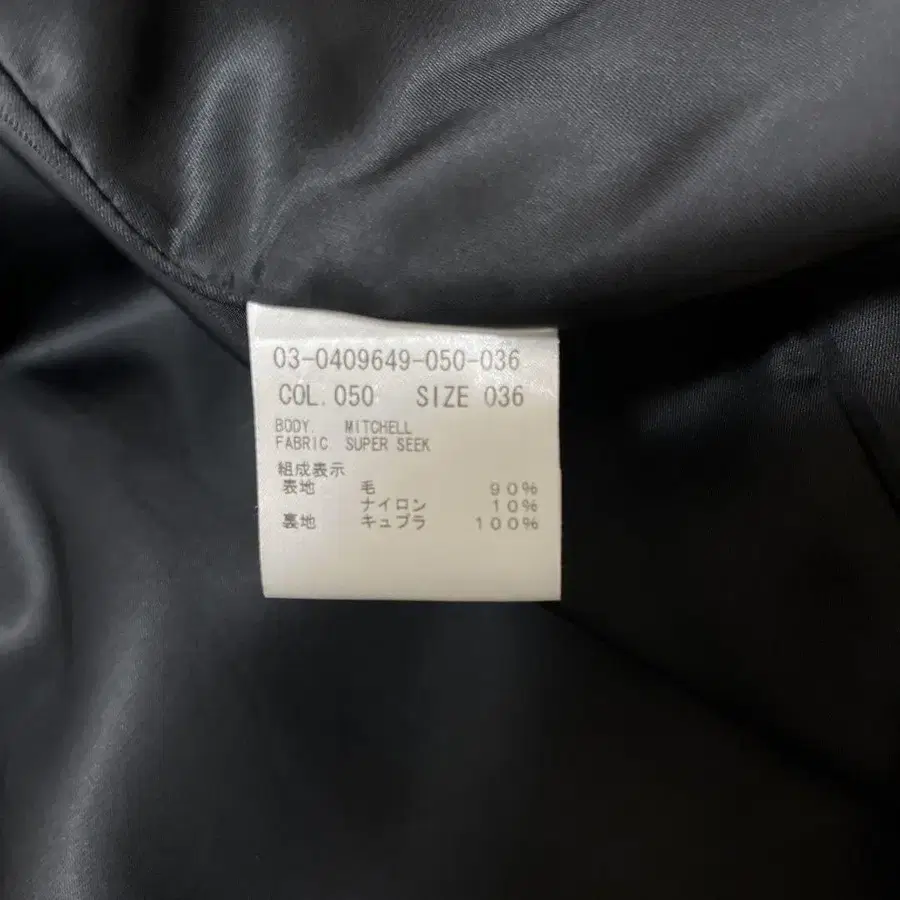 03-0409649-050-036
COL. 050 SIZE 036
BODY. MITCHELL
FABRIC SUPER SEEK
組成表示
表地 毛 90%
ナイロン 10%
裏地 キュプラ 100%